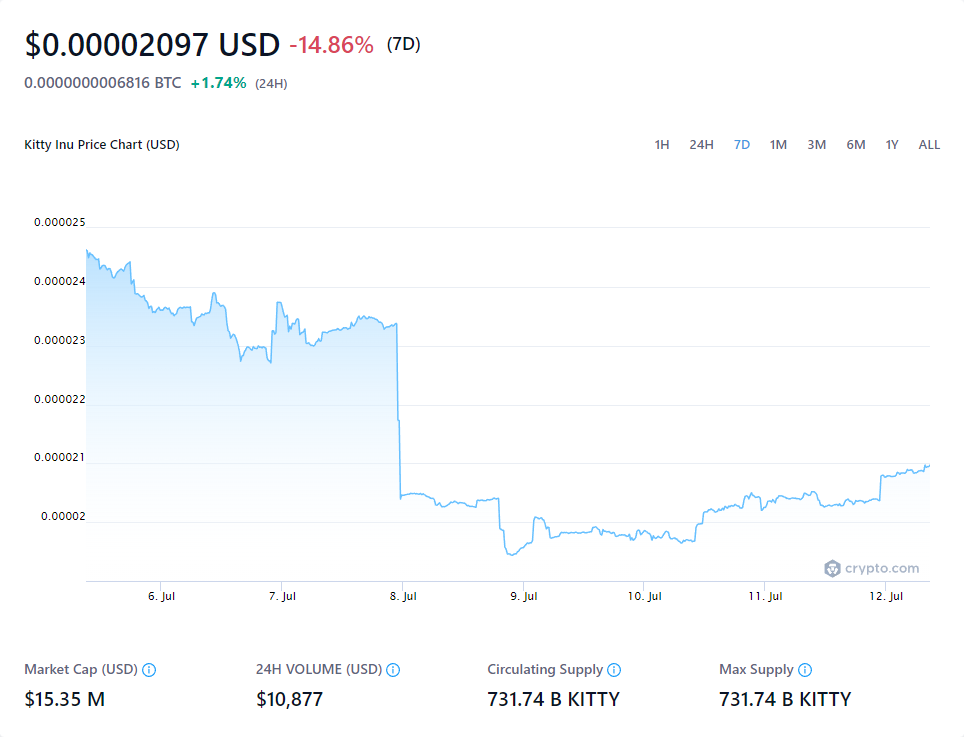 $0.00002097 USD -14.86% (7D)
0.0000000006816 BTC +1.74% (24H)
Kitty Inu Price Chart (USD) 1H 24H 7D 1M 3M 6M 1Y ALL
0.000025
0.000024
0.000023
0.000022
0.000021
0.00002
crypto.com
6. Jul 7. Jul 8. Jul 9. Jul 10. Jul 11. Jul 12. Jul
Market Cap (USD) 24H VOLUME (USD) Circulating Supply Max Supply
$15.35 M $10,877 731.74 B KITTY 731.74 B KITTY